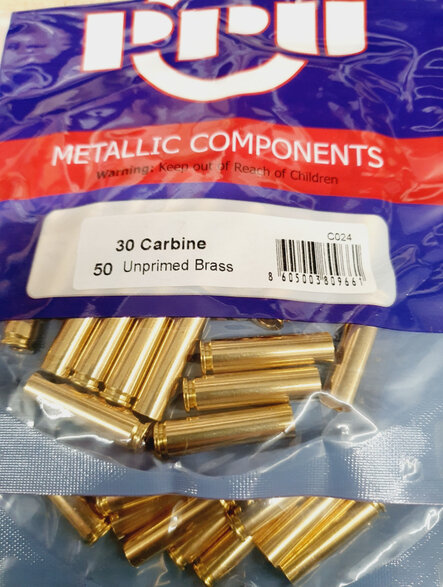 PPU
METALLIC COMPONENTS
Warning: Keep out of Reach of Children
C024
30 Carbine
50 Unprimed Brass
8 605003 809661